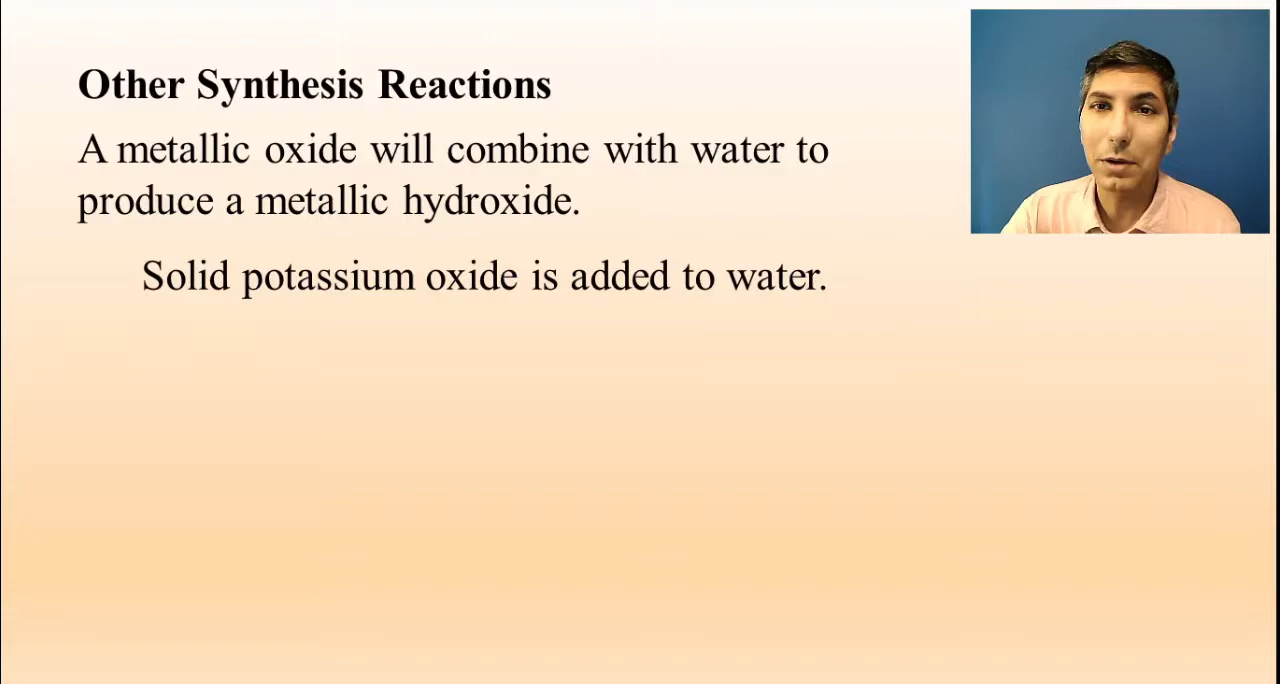 Other Synthesis Reactions
A metallic oxide will combine with water to
produce a metallic hydroxide.
Solid potassium oxide is added to water.